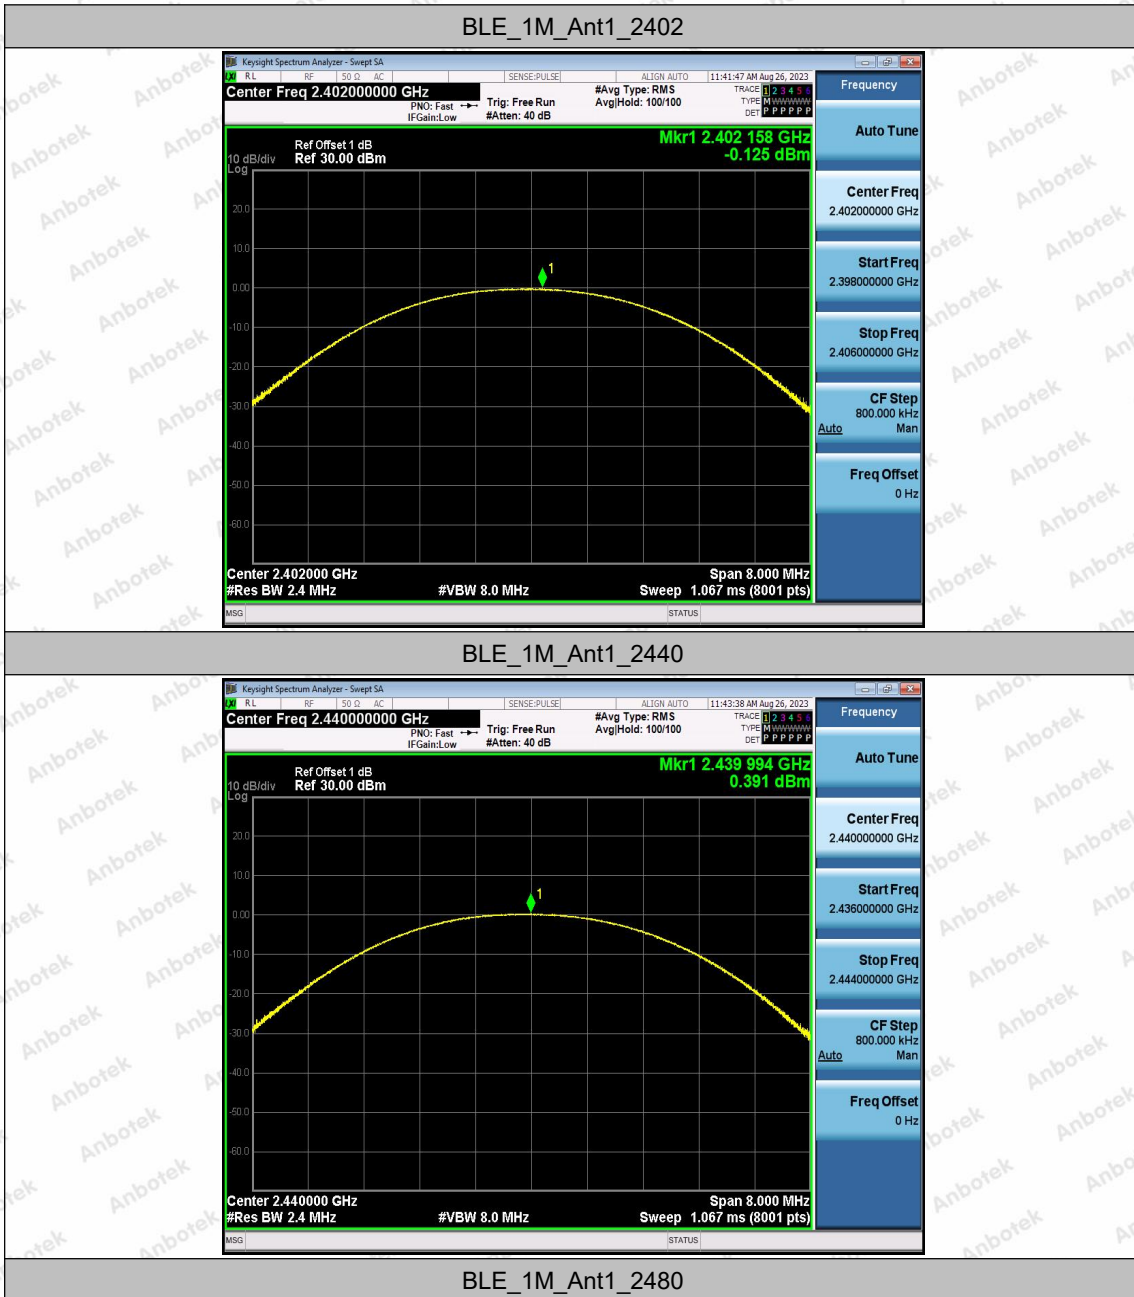 BLE_1M_Ant1_2402
Keysight Spectrum Analyzer - Swept SA
LXI RL RF 50 Ω AC SENSE:PULSE ALIGN AUTO 11:41:47 AM Aug 26, 2023
Center Freq 2.402000000 GHz
PNO: Fast
IFGain:Low
Trig: Free Run
#Atten: 40 dB
#Avg Type: RMS
Avg|Hold: 100/100
TRACE 1 2 3 4 5 6
TYPE M WWWWW
DET P P P P P P
Frequency
Ref Offset 1 dB
10 dB/div Ref 30.00 dBm
Log
Mkr1 2.402 158 GHz
-0.125 dBm
20.0
10.0
0.00
-10.0
-20.0
-30.0
-40.0
-50.0
-60.0
1
Center 2.402000 GHz Span 8.000 MHz
#Res BW 2.4 MHz #VBW 8.0 MHz Sweep 1.067 ms (8001 pts)
MSG STATUS
Auto Tune
Center Freq
2.402000000 GHz
Start Freq
2.398000000 GHz
Stop Freq
2.406000000 GHz
CF Step
800.000 kHz
Auto Man
Freq Offset
0 Hz
BLE_1M_Ant1_2440
Keysight Spectrum Analyzer - Swept SA
LXI RL RF 50 Ω AC SENSE:PULSE ALIGN AUTO 11:43:38 AM Aug 26, 2023
Center Freq 2.440000000 GHz
PNO: Fast
IFGain:Low
Trig: Free Run
#Atten: 40 dB
#Avg Type: RMS
Avg|Hold: 100/100
TRACE 1 2 3 4 5 6
TYPE M WWWWW
DET P P P P P P
Frequency
Ref Offset 1 dB
10 dB/div Ref 30.00 dBm
Log
Mkr1 2.439 994 GHz
0.391 dBm
20.0
10.0
0.00
-10.0
-20.0
-30.0
-40.0
-50.0
-60.0
1
Center 2.440000 GHz Span 8.000 MHz
#Res BW 2.4 MHz #VBW 8.0 MHz Sweep 1.067 ms (8001 pts)
MSG STATUS
Auto Tune
Center Freq
2.440000000 GHz
Start Freq
2.436000000 GHz
Stop Freq
2.444000000 GHz
CF Step
800.000 kHz
Auto Man
Freq Offset
0 Hz
BLE_1M_Ant1_2480
Anbotek